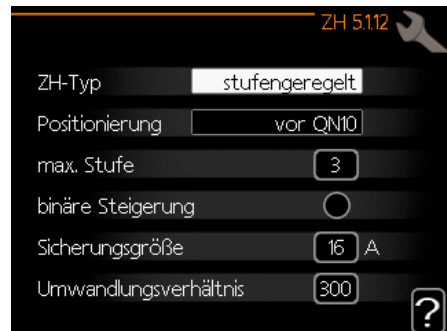 ZH 5.1.12
ZH-Typ stufengeregelt
Positionierung vor QN10
max. Stufe 3
binäre Steigerung
Sicherungsgröße 16 A
Umwandlungsverhältnis 300
?